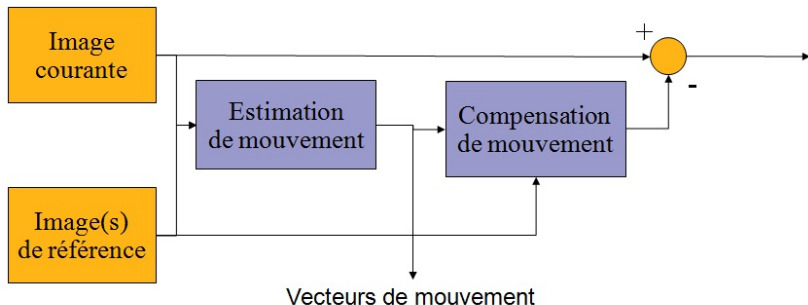 Image
courante
+
Estimation
de mouvement
Compensation
de mouvement
-
Image(s)
de référence
Vecteurs de mouvement